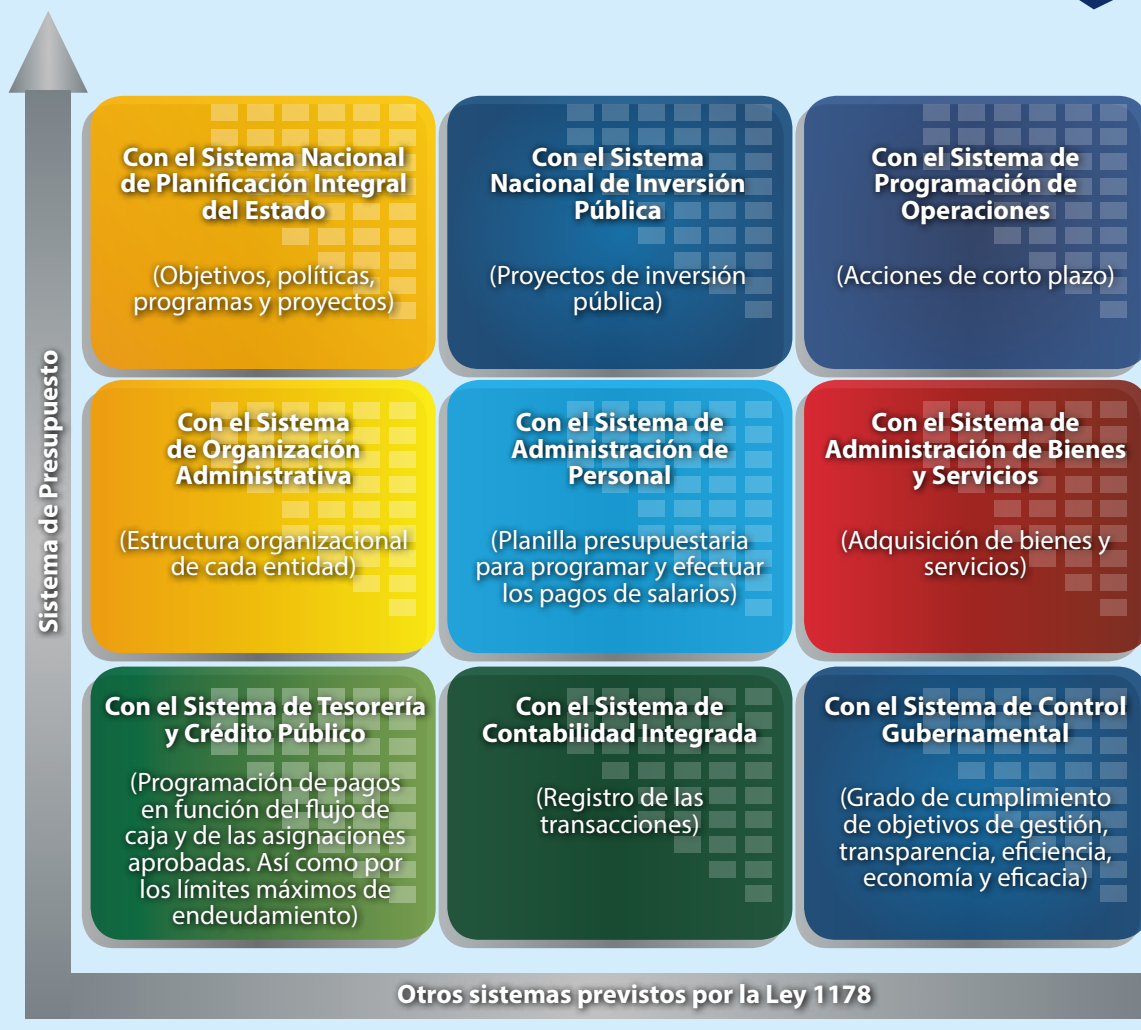 Sistema de Presupuesto
Con el Sistema Nacional
de Planificación Integral
del Estado
(Objetivos, políticas,
programas y proyectos)
Con el Sistema
Nacional de Inversión
Pública
(Proyectos de inversión
pública)
Con el Sistema de
Programación de
Operaciones
(Acciones de corto plazo)
Con el Sistema
de Organización
Administrativa
(Estructura organizacional
de cada entidad)
Con el Sistema de
Administración de
Personal
(Planilla presupuestaria
para programar y efectuar
los pagos de salarios)
Con el Sistema de
Administración de Bienes
y Servicios
(Adquisición de bienes y
servicios)
Con el Sistema de Tesorería
y Crédito Público
(Programación de pagos
en función del flujo de
caja y de las asignaciones
aprobadas. Así como por
los límites máximos de
endeudamiento)
Con el Sistema de
Contabilidad Integrada
(Registro de las
transacciones)
Con el Sistema de Control
Gubernamental
(Grado de cumplimiento
de objetivos de gestión,
transparencia, eficiencia,
economía y eficacia)
Otros sistemas previstos por la Ley 1178